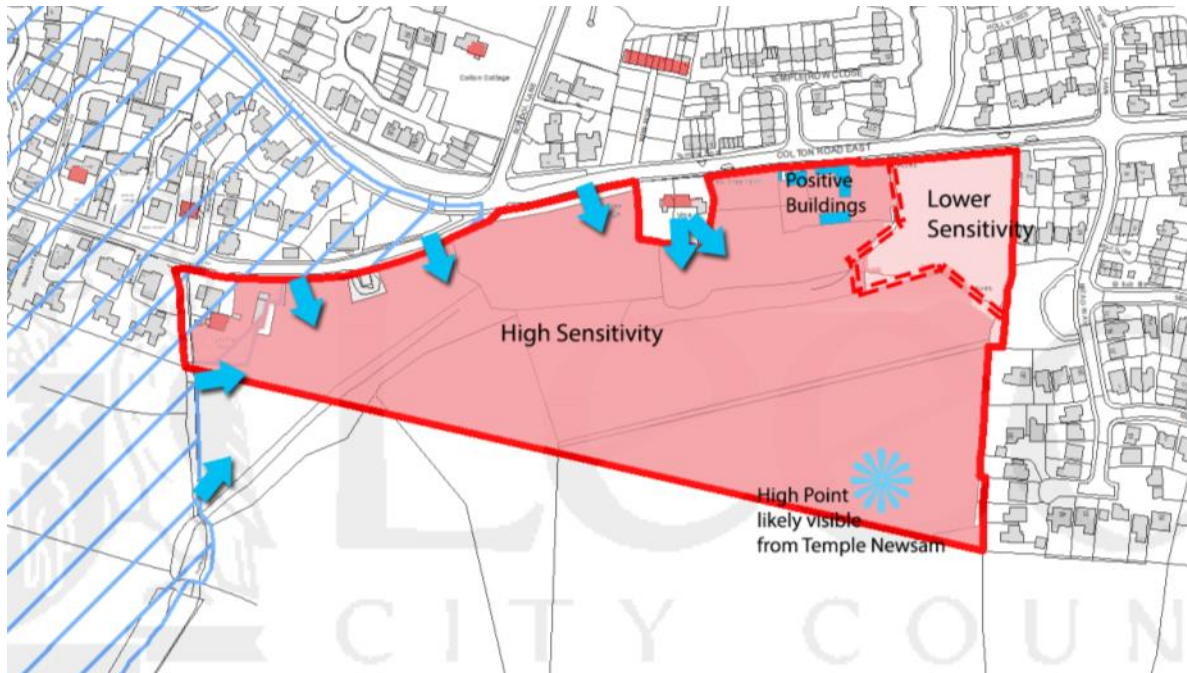 Colton Cottage
TEMPLE ROW CLOSE
COLTON ROAD EAST
Positive
Buildings
Lower
Sensitivity
High Sensitivity
High Point
likely visible
from Temple Newsam
CITY COUN